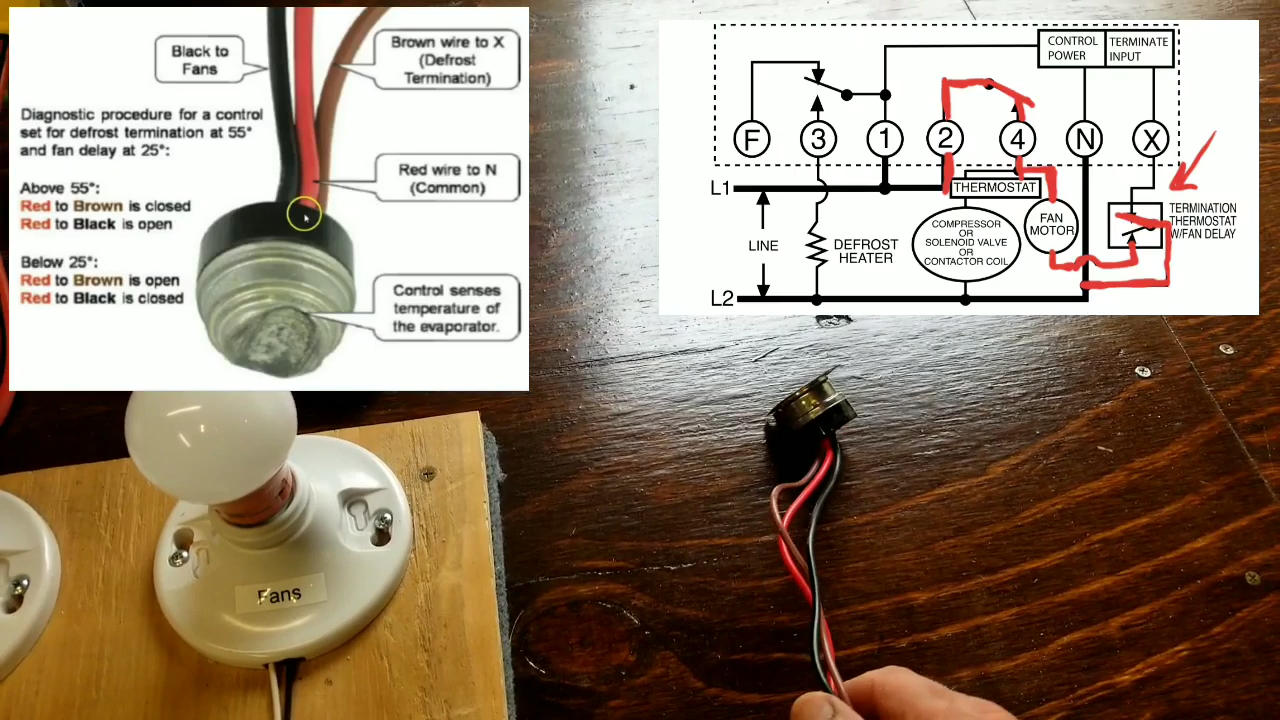 Black to
Fans
Brown wire to X
(Defrost
Termination)
Diagnostic procedure for a control
set for defrost termination at 55°
and fan delay at 25°:
Red wire to N
(Common)
Above 55°:
Red to Brown is closed
Red to Black is open
Below 25°:
Red to Brown is open
Red to Black is closed
Control senses
temperature of
the evaporator.
CONTROL
POWER
TERMINATE
INPUT
F
3
1
2
4
N
X
L1
THERMOSTAT
LINE
DEFROST
HEATER
COMPRESSOR
OR
SOLENOID VALVE
OR
CONTACTOR COIL
FAN
MOTOR
TERMINATION
THERMOSTAT
W/FAN DELAY
L2
Fans